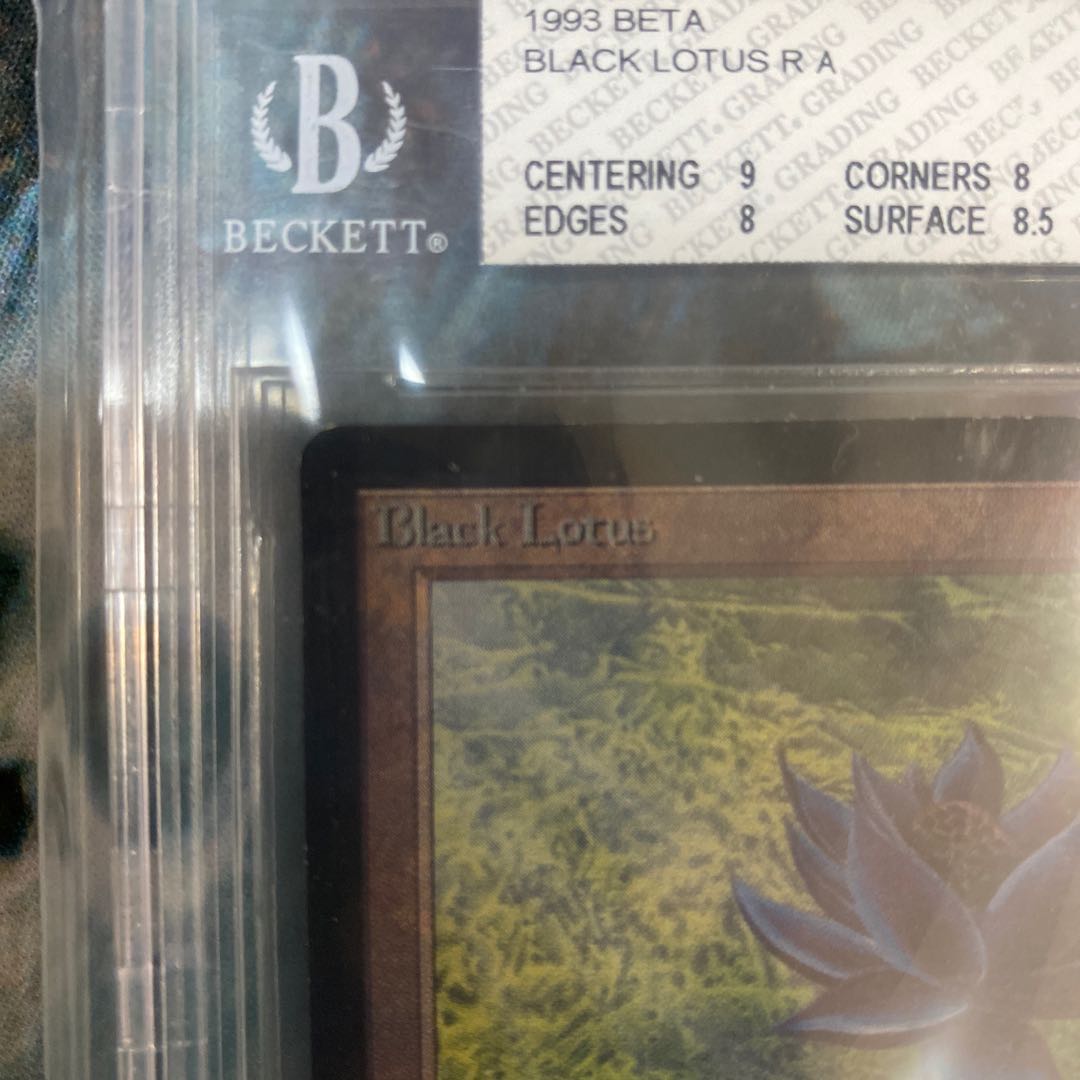 B
BECKETT®
1993 BETA
BLACK LOTUS R A
CENTERING 9 CORNERS 8
EDGES 8 SURFACE 8.5
Black Lotus